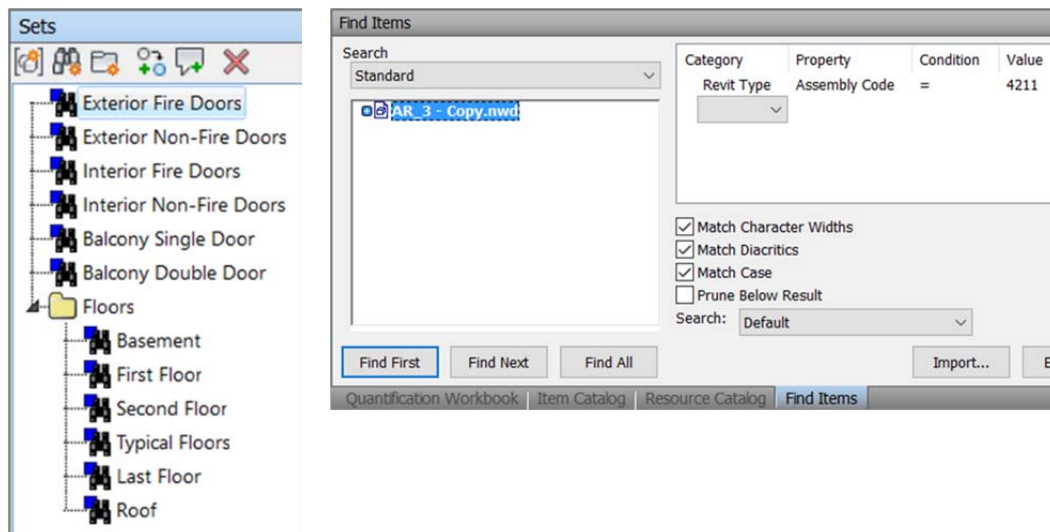 Sets
Exterior Fire Doors
Exterior Non-Fire Doors
Interior Fire Doors
Interior Non-Fire Doors
Balcony Single Door
Balcony Double Door
Floors
Basement
First Floor
Second Floor
Typical Floors
Last Floor
Roof
Find Items
Search
Standard
AR_3 - Copy.nwd
Category Property Condition Value
Revit Type Assembly Code = 4211
Match Character Widths
Match Diacritics
Match Case
Prune Below Result
Search: Default
Find First Find Next Find All Import...
Quantification Workbook Item Catalog Resource Catalog Find Items